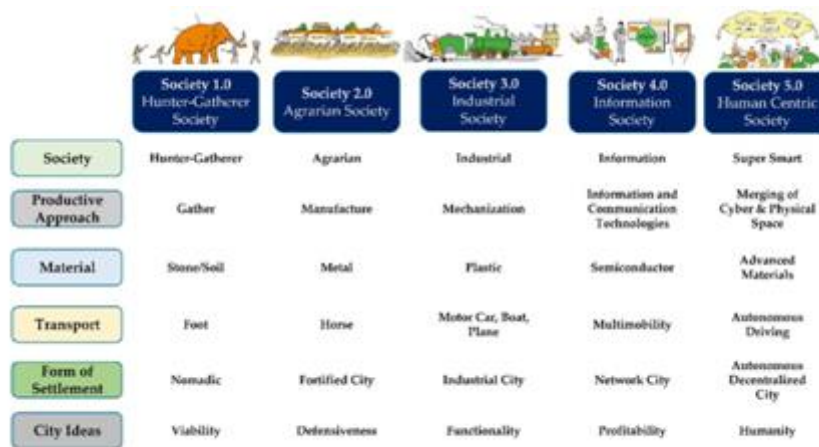 Society 1.0
Hunter-Gatherer
Society
Society 2.0
Agrarian Society
Society 3.0
Industrial
Society
Society 4.0
Information
Society
Society 5.0
Human Centric
Society
Society
Hunter-Gatherer
Agrarian
Industrial
Information
Super Smart
Productive
Approach
Gather
Manufacture
Mechanization
Information and
Communication
Technologies
Merging of
Cyber & Physical
Space
Material
Stone/Soil
Metal
Plastic
Semiconductor
Advanced
Materials
Transport
Foot
Horse
Motor Car, Boat,
Plane
Multimobility
Autonomous
Driving
Form of
Settlement
Nomadic
Fortified City
Industrial City
Network City
Autonomous
Decentralized
City
City Ideas
Viability
Defensiveness
Functionality
Profitability
Humanity